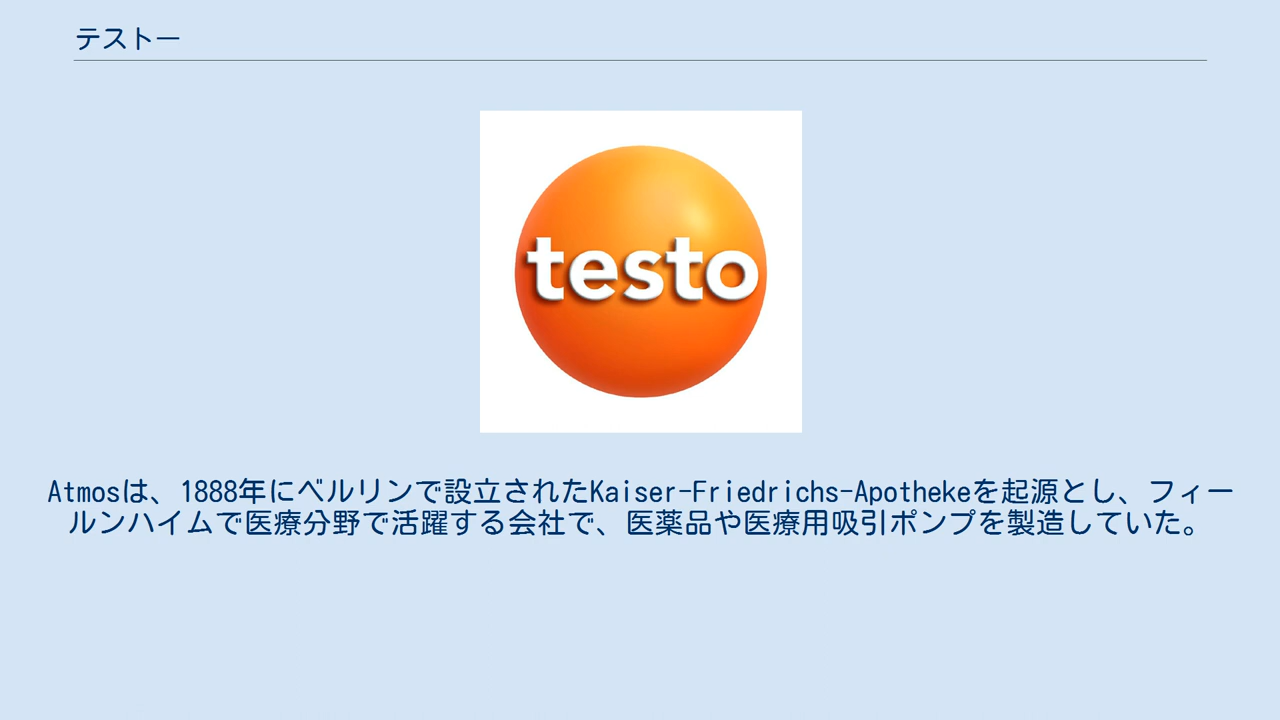 テストー
testo
Atmosは、1888年にベルリンで設立されたKaiser-Friedrichs-Apothekeを起源とし、フィー
ルンハイムで医療分野で活躍する会社で、医薬品や医療用吸引ポンプを製造していた。